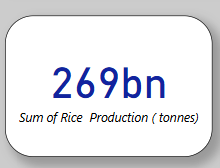 269bn
Sum of Rice Production ( tonnes)